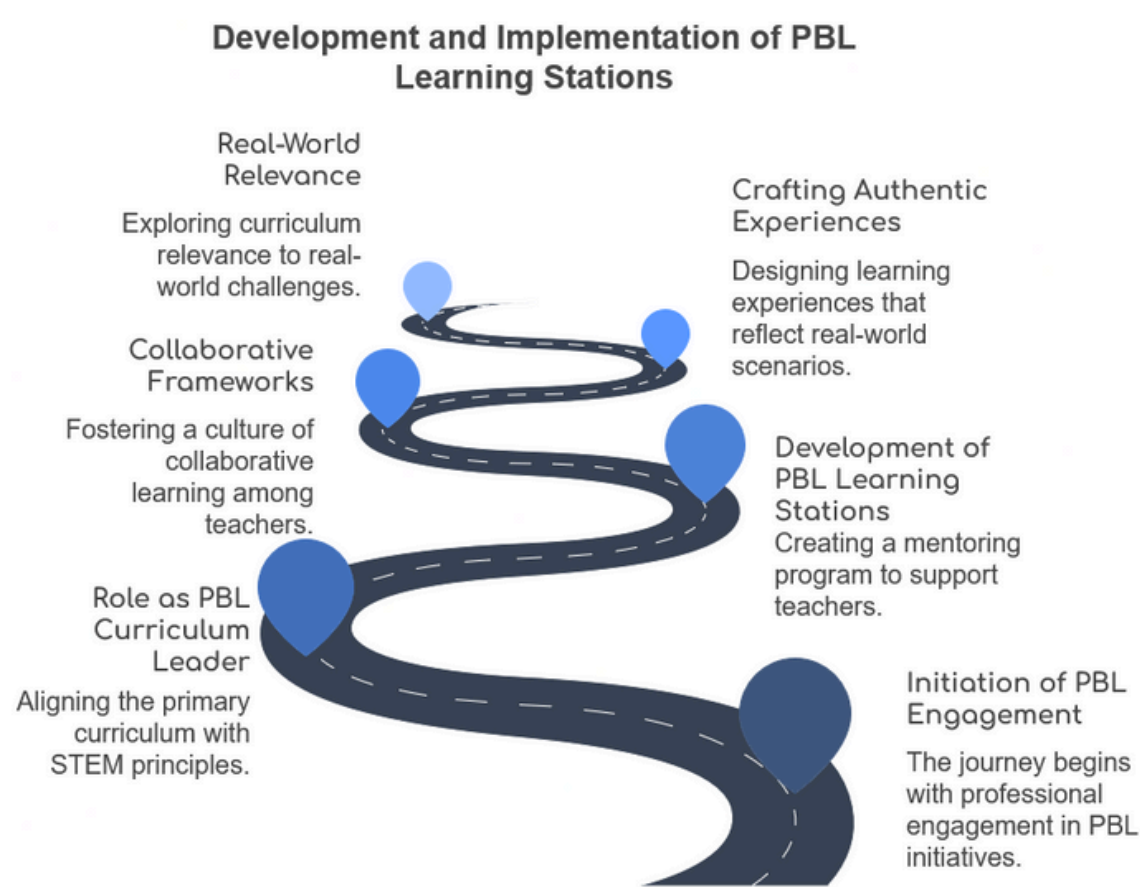 Development and Implementation of PBL
Learning Stations
Real-World
Relevance
Exploring curriculum
relevance to real-
world challenges.
Crafting Authentic
Experiences
Designing learning
experiences that
reflect real-world
scenarios.
Collaborative
Frameworks
Fostering a culture of
collaborative
learning among
teachers.
Development of
PBL Learning
Stations
Creating a mentoring
program to support
teachers.
Role as PBL
Curriculum
Leader
Aligning the primary
curriculum with
STEM principles.
Initiation of PBL
Engagement
The journey begins
with professional
engagement in PBL
initiatives.